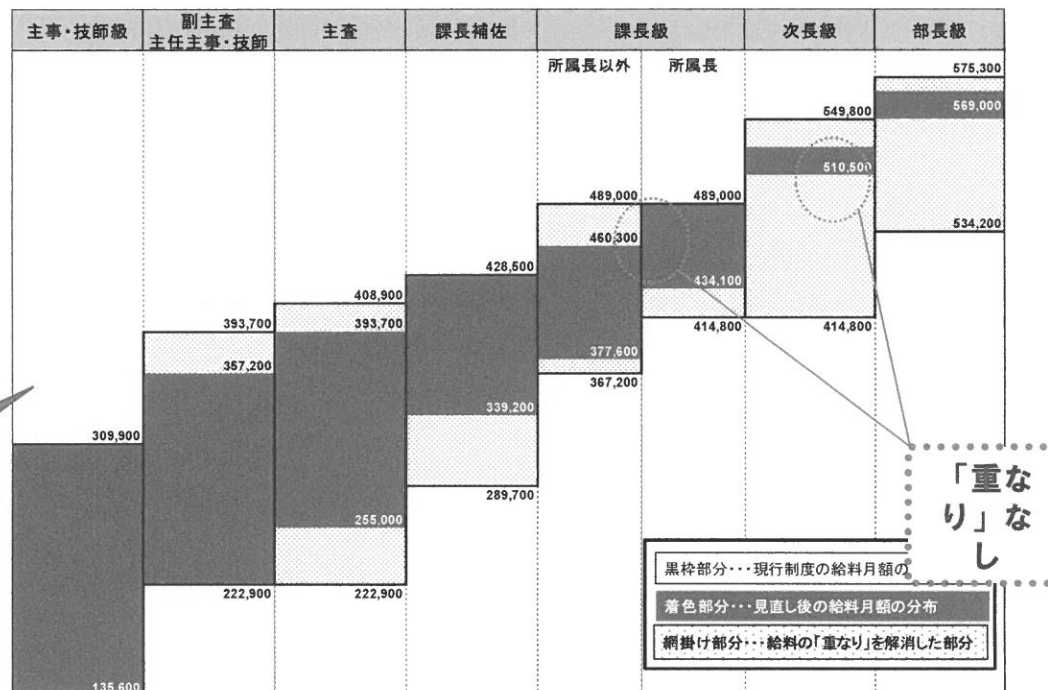 主事・技師級
副主査
主任主事・技師
主査
課長補佐
課長級
次長級
部長級
所属長以外
所属長
575,300
569,000
549,800
510,500
534,200
489,000
489,000
460,300
434,100
428,500
414,800
414,800
408,900
393,700
393,700
377,600
367,200
357,200
339,200
309,900
289,700
255,000
222,900
222,900
135,600
「重な
り」な
し
黒枠部分・・・現行制度の給料月額の
着色部分・・・見直し後の給料月額の分布
網掛け部分・・・給料の「重なり」を解消した部分